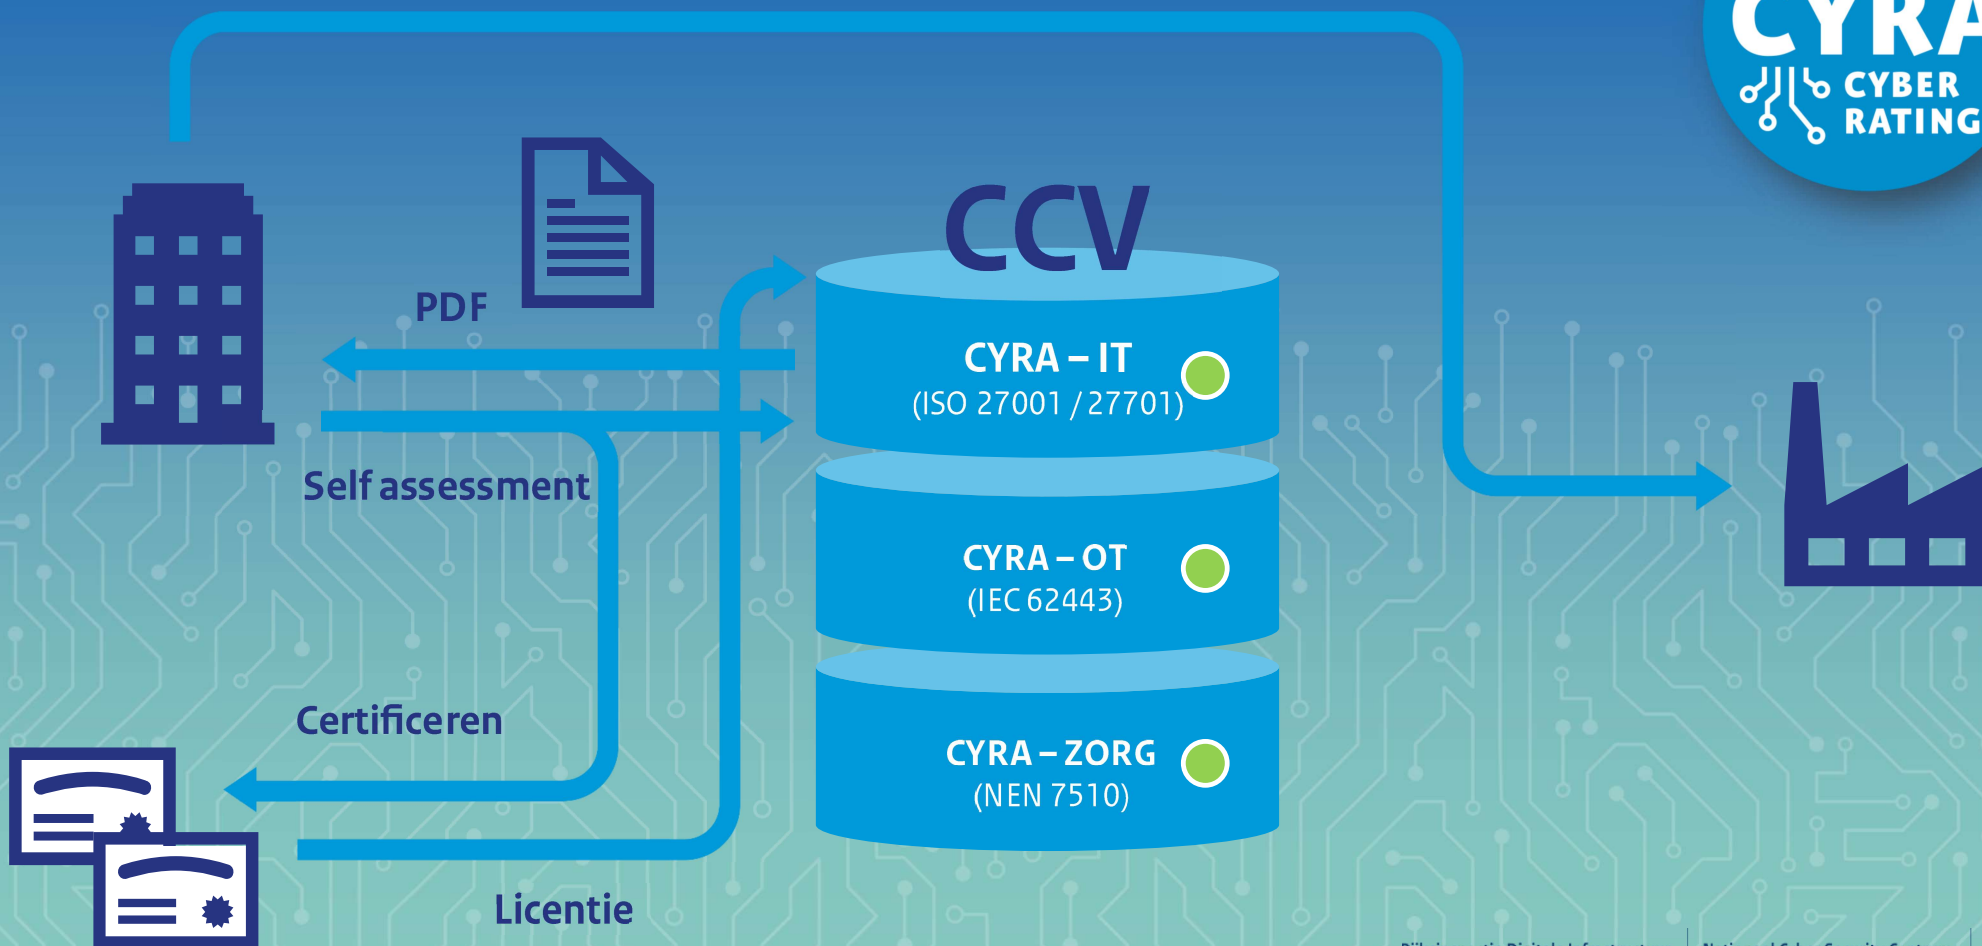 CYRA
CYBER
RATING
CCV
PDF
CYRA – IT
(ISO 27001 / 27701)
Self assessment
CYRA – OT
(IEC 62443)
Certificeren
CYRA – ZORG
(NEN 7510)
Licentie